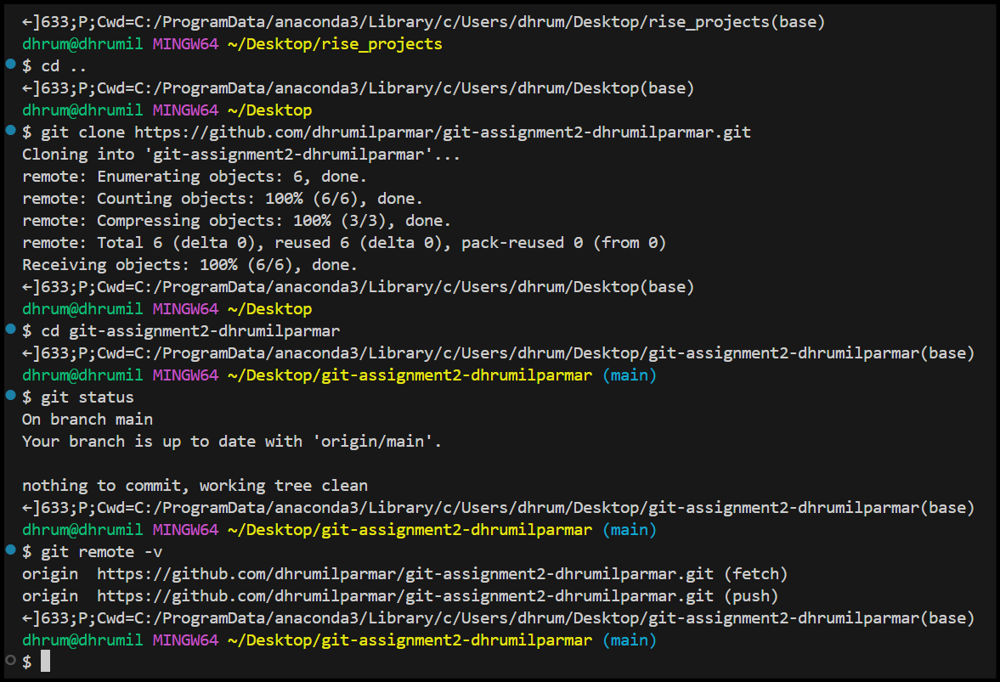 ←]633;P;Cwd=C:/ProgramData/anaconda3/Library/c/Users/dhrum/Desktop/rise_projects(base)
dhrum@dhrumil MINGW64 ~/Desktop/rise_projects
$ cd ..
←]633;P;Cwd=C:/ProgramData/anaconda3/Library/c/Users/dhrum/Desktop(base)
dhrum@dhrumil MINGW64 ~/Desktop
$ git clone https://github.com/dhrumilparmar/git-assignment2-dhrumilparmar.git
Cloning into 'git-assignment2-dhrumilparmar'...
remote: Enumerating objects: 6, done.
remote: Counting objects: 100% (6/6), done.
remote: Compressing objects: 100% (3/3), done.
remote: Total 6 (delta 0), reused 6 (delta 0), pack-reused 0 (from 0)
Receiving objects: 100% (6/6), done.
←]633;P;Cwd=C:/ProgramData/anaconda3/Library/c/Users/dhrum/Desktop(base)
dhrum@dhrumil MINGW64 ~/Desktop
$ cd git-assignment2-dhrumilparmar
←]633;P;Cwd=C:/ProgramData/anaconda3/Library/c/Users/dhrum/Desktop/git-assignment2-dhrumilparmar(base)
dhrum@dhrumil MINGW64 ~/Desktop/git-assignment2-dhrumilparmar (main)
$ git status
On branch main
Your branch is up to date with 'origin/main'.

nothing to commit, working tree clean
←]633;P;Cwd=C:/ProgramData/anaconda3/Library/c/Users/dhrum/Desktop/git-assignment2-dhrumilparmar(base)
dhrum@dhrumil MINGW64 ~/Desktop/git-assignment2-dhrumilparmar (main)
$ git remote -v
origin  https://github.com/dhrumilparmar/git-assignment2-dhrumilparmar.git (fetch)
origin  https://github.com/dhrumilparmar/git-assignment2-dhrumilparmar.git (push)
←]633;P;Cwd=C:/ProgramData/anaconda3/Library/c/Users/dhrum/Desktop/git-assignment2-dhrumilparmar(base)
dhrum@dhrumil MINGW64 ~/Desktop/git-assignment2-dhrumilparmar (main)
$